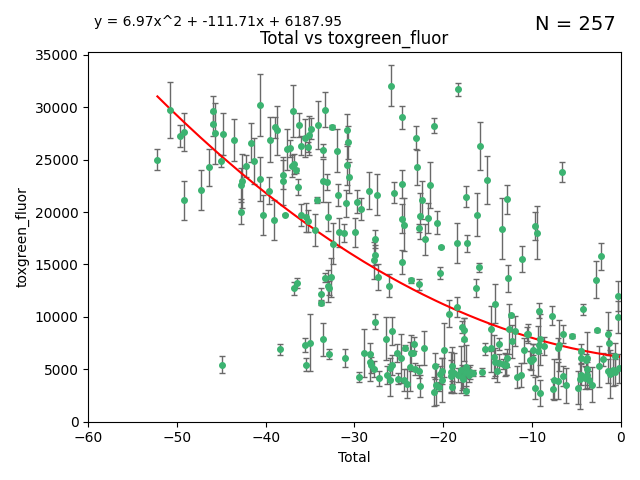 y = 6.97x^2 + -111.71x + 6187.95
N = 257
Total vs toxgreen_fluor
35000
30000
25000
20000
15000
10000
5000
0
toxgreen_fluor
−60 −50 −40 −30 −20 −10 0
Total